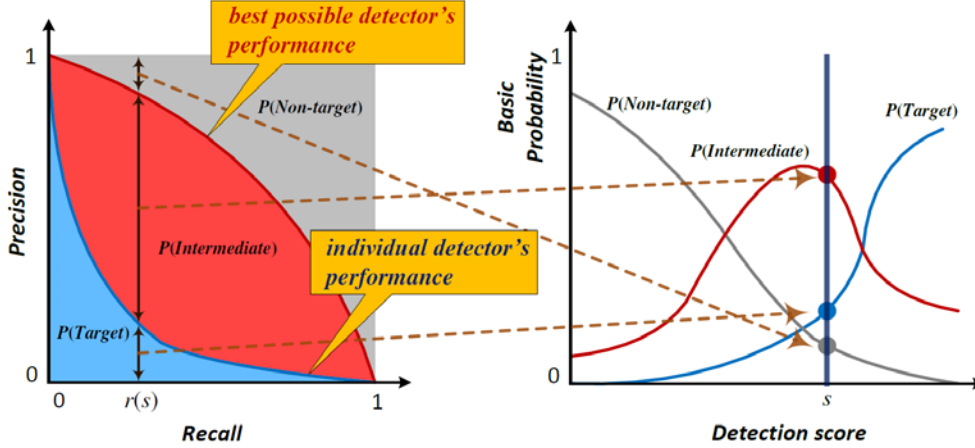 best possible detector's
performance
1
P(Non-target)
P(Intermediate)
individual detector's
performance
P(Target)
0
0
r(s)
1
Precision
Recall
1
Basic
Probability
P(Non-target)
P(Target)
P(Intermediate)
0
s
Detection score